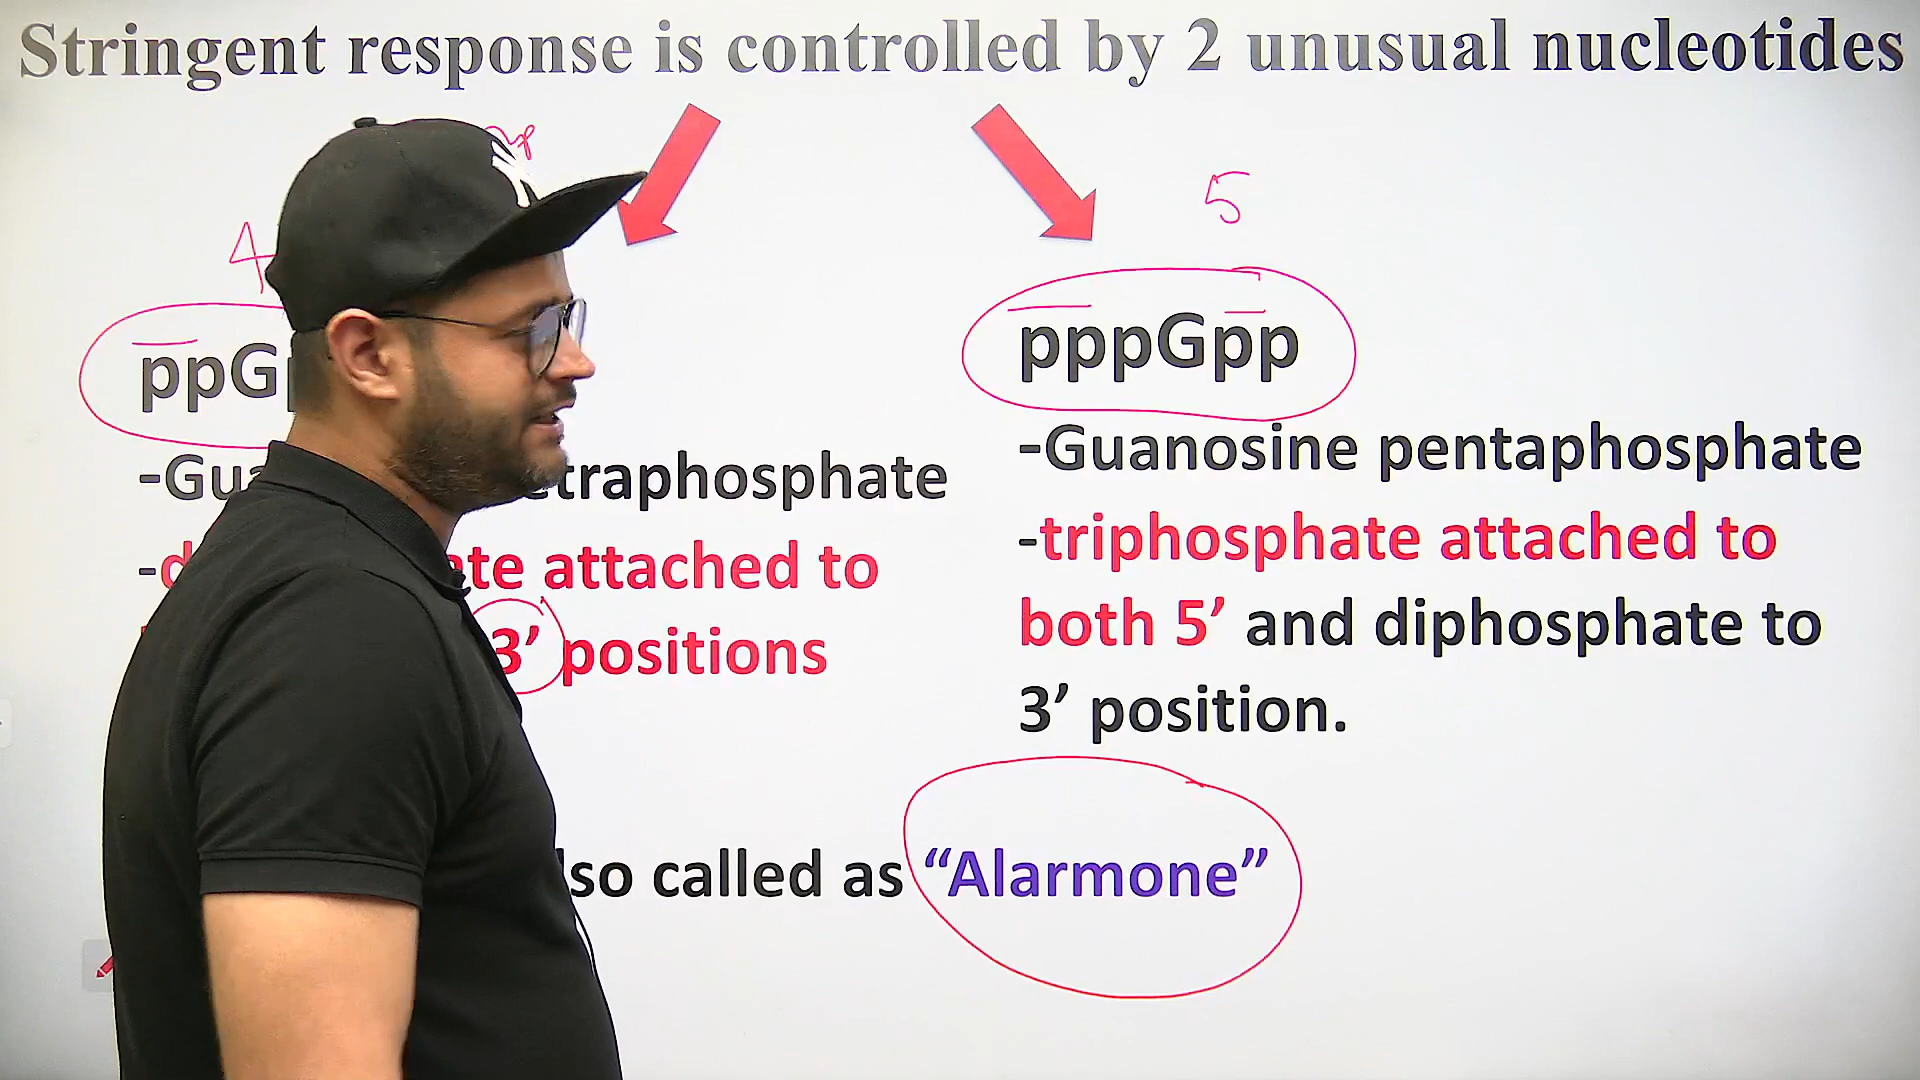 Stringent response is controlled by 2 unusual nucleotides
4
5
ppG
pppGpp
-Gu traphosphate
-Guanosine pentaphosphate
-d te attached to
3’ positions
-triphosphate attached to
both 5’ and diphosphate to
3’ position.
so called as “Alarmone”